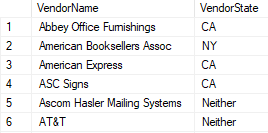 VendorName VendorState
1 Abbey Office Furnishings CA
2 American Booksellers Assoc NY
3 American Express CA
4 ASC Signs CA
5 Ascom Hasler Mailing Systems Neither
6 AT&T Neither